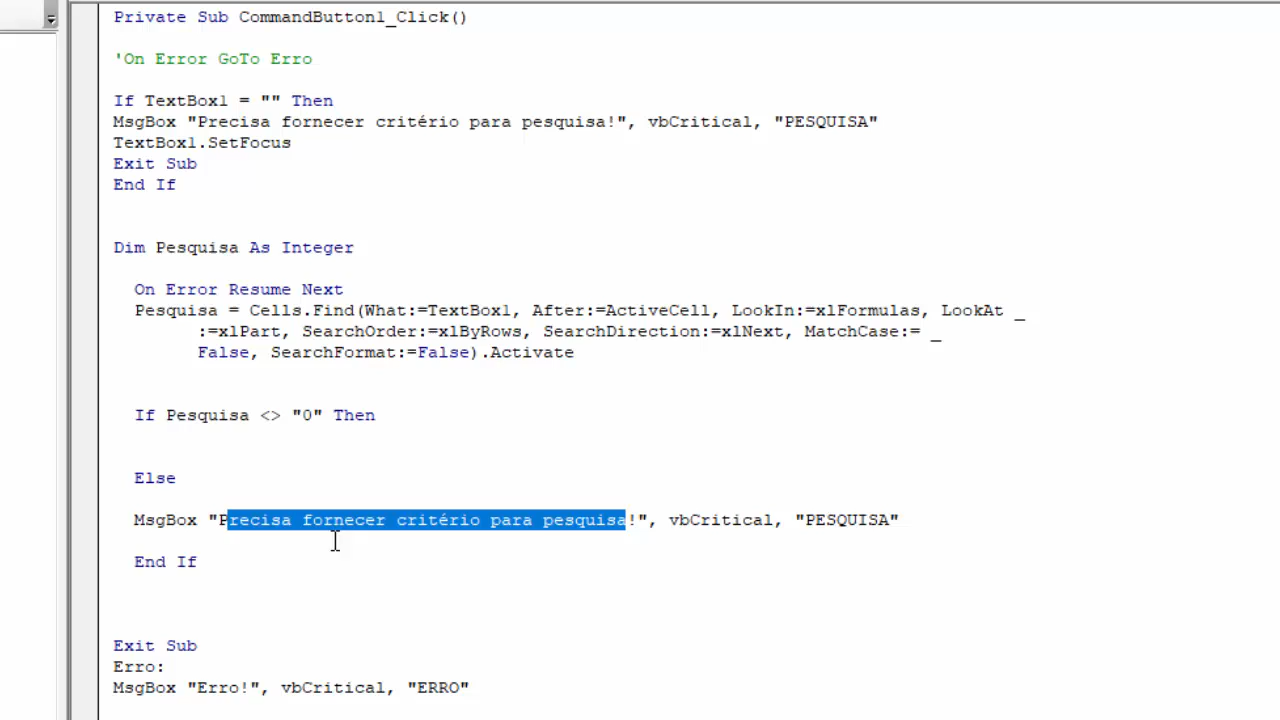 Private Sub CommandButton1_Click()
'On Error GoTo Erro
If TextBox1 = "" Then
MsgBox "Precisa fornecer critério para pesquisa!", vbCritical, "PESQUISA"
TextBox1.SetFocus
Exit Sub
End If
Dim Pesquisa As Integer
On Error Resume Next
Pesquisa = Cells.Find(What:=TextBox1, After:=ActiveCell, LookIn:=xlFormulas, LookAt _
:=xlPart, SearchOrder:=xlByRows, SearchDirection:=xlNext, MatchCase:= _
False, SearchFormat:=False).Activate
If Pesquisa <> "0" Then
Else
MsgBox "Precisa fornecer critério para pesquisa!", vbCritical, "PESQUISA"
End If
Exit Sub
Erro:
MsgBox "Erro!", vbCritical, "ERRO"